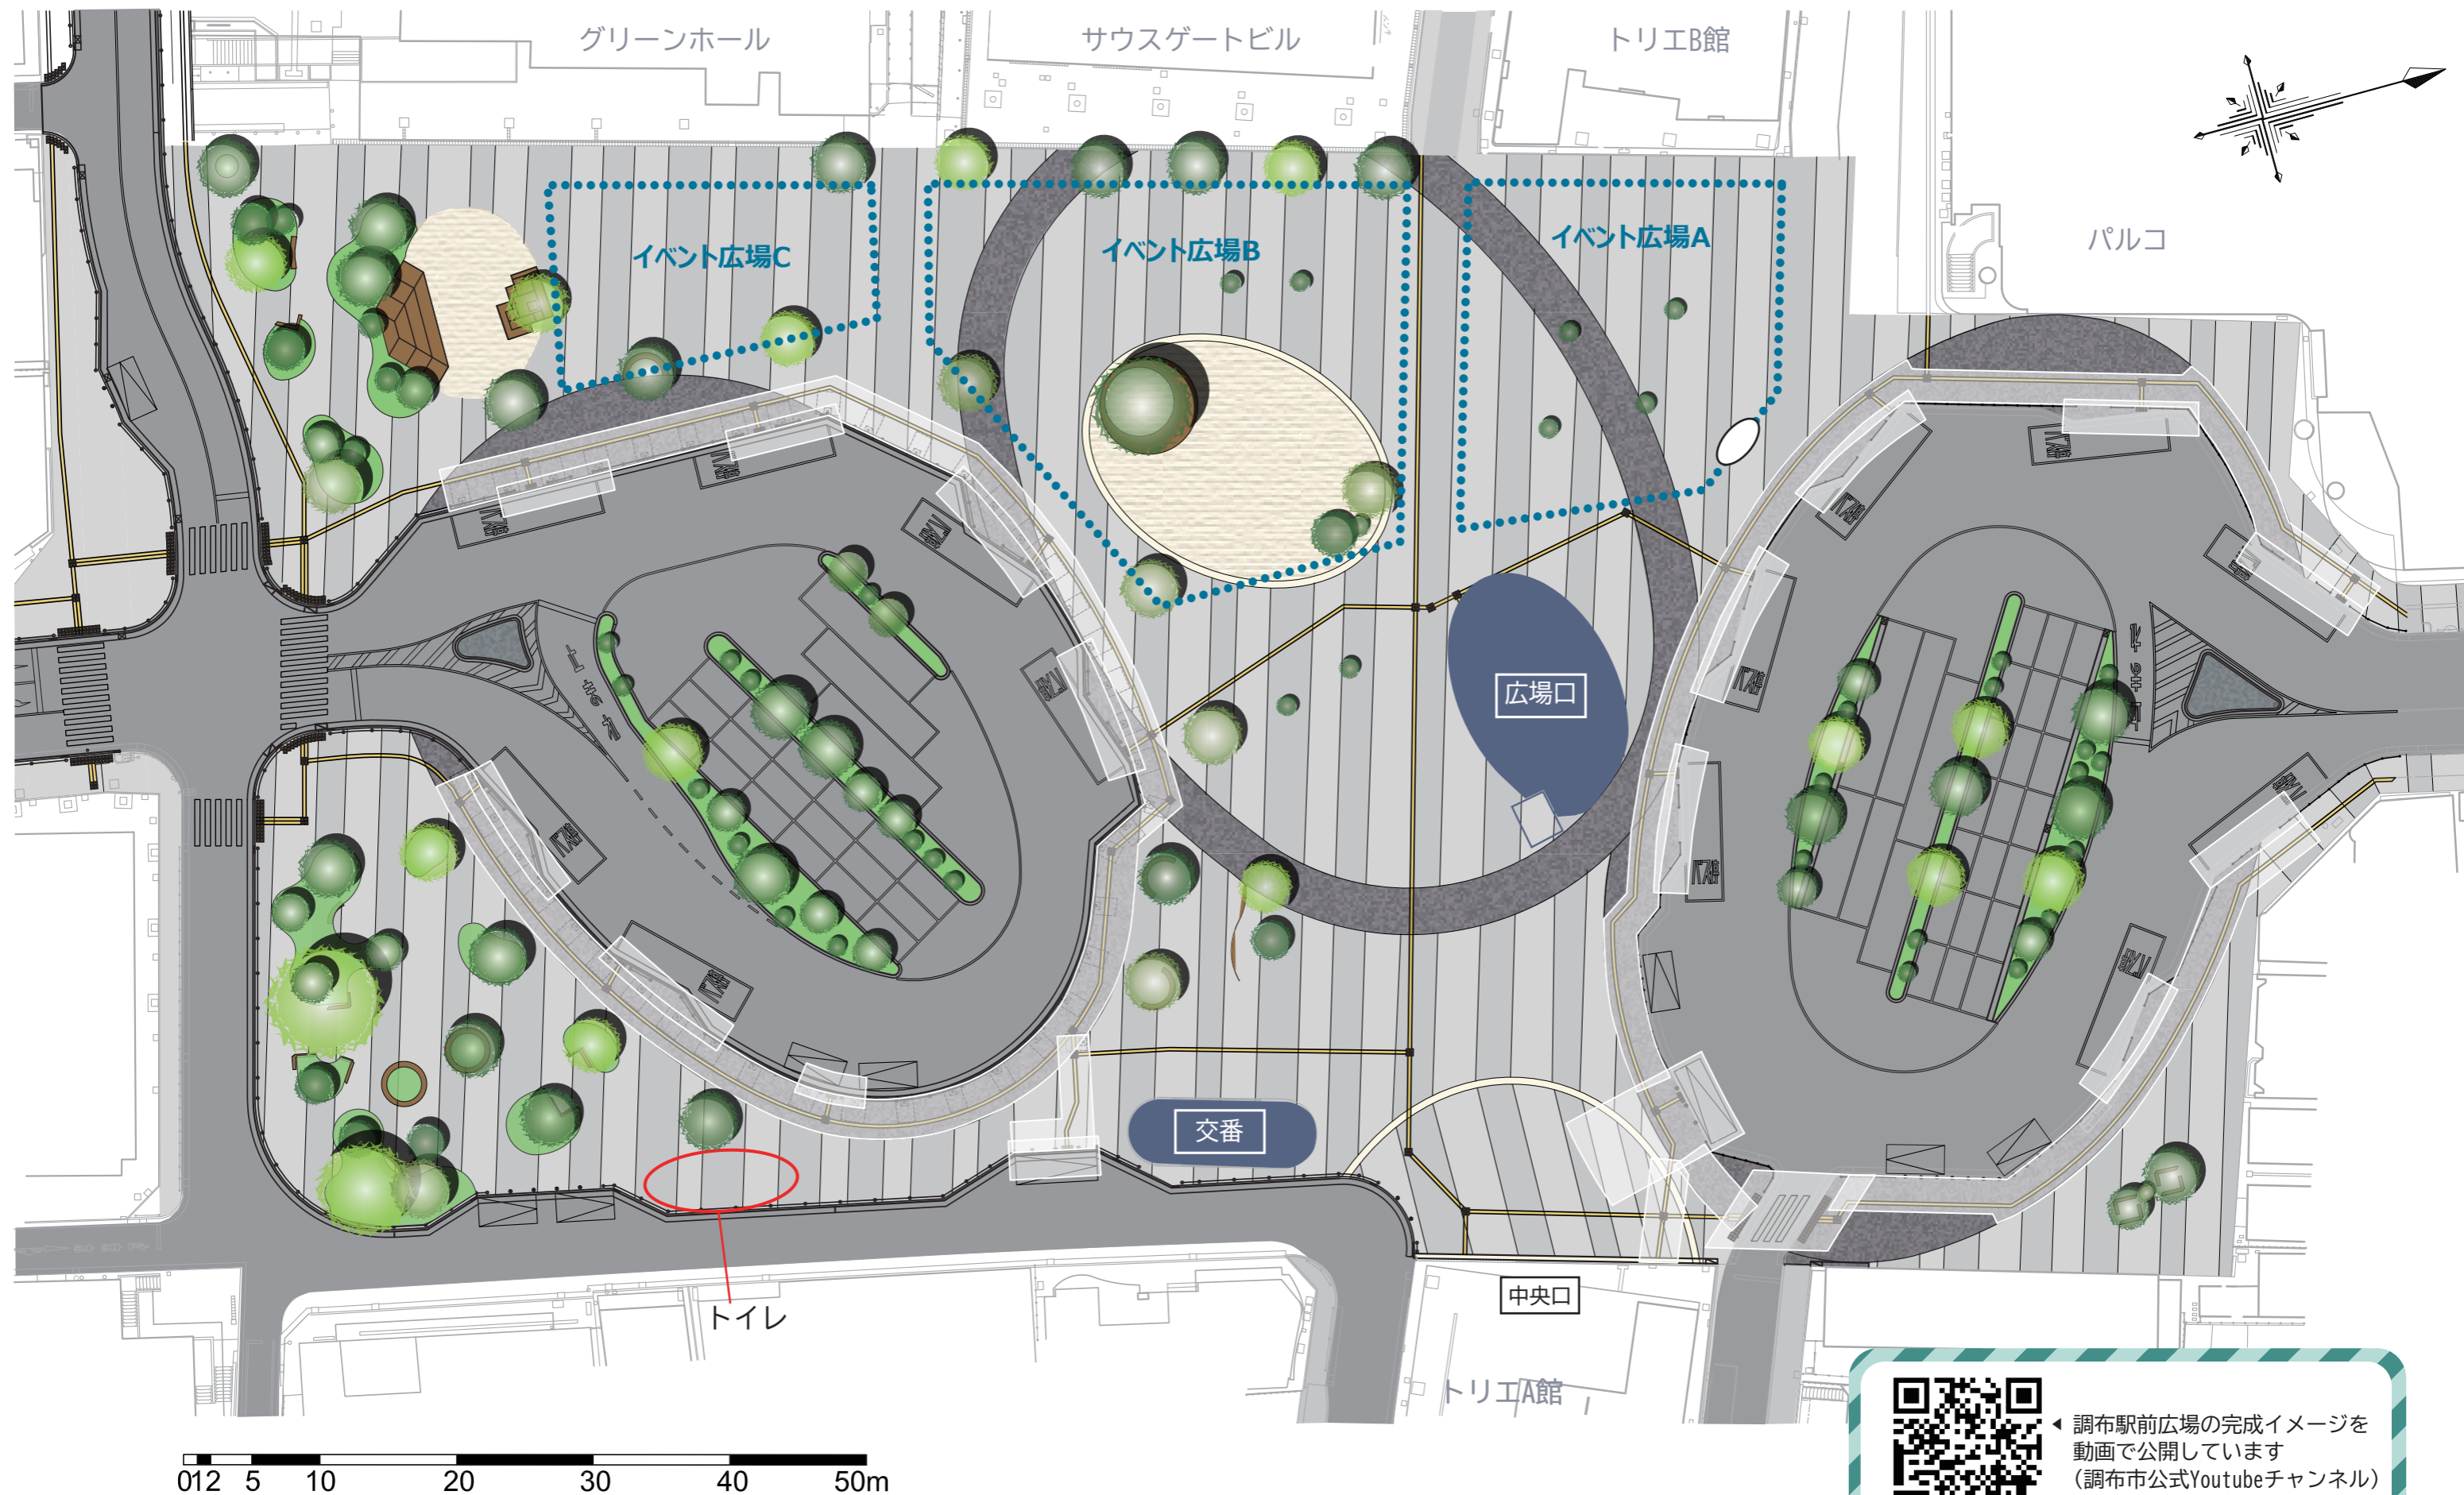 グリーンホール
サウスゲートビル
トリエB館
パルコ
イベント広場C
イベント広場B
イベント広場A
広場口
交番
トイレ
中央口
トリエA館
0 1 2 5 10 20 30 40 50m
調布駅前広場の完成イメージを
動画で公開しています
（調布市公式Youtubeチャンネル）